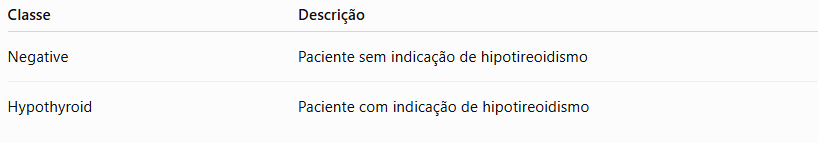 Classe Descrição
Negative Paciente sem indicação de hipotireoidismo
Hypothyroid Paciente com indicação de hipotireoidismo